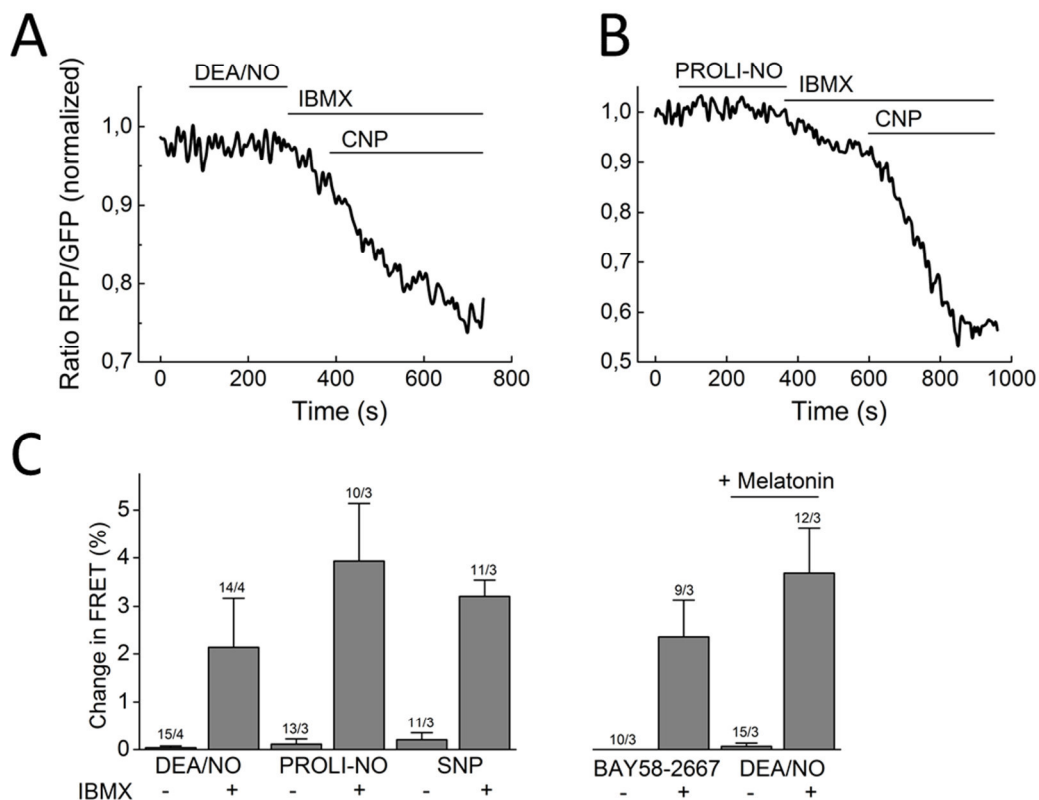 A
DEA/NO
IBMX
CNP
Ratio RFP/GFP (normalized)
1,0
0,9
0,8
0,7
0 200 400 600 800
Time (s)
B
PROLI-NO
IBMX
CNP
1,0
0,9
0,8
0,7
0,6
0,5
0 200 400 600 800 1000
Time (s)
C
Change in FRET (%)
5
4
3
2
1
0
15/4 14/4 13/3 10/3 11/3 11/3
DEA/NO PROLI-NO SNP
IBMX - + - + - +
+ Melatonin
10/3 9/3 15/3 12/3
BAY58-2667 DEA/NO
- + - +